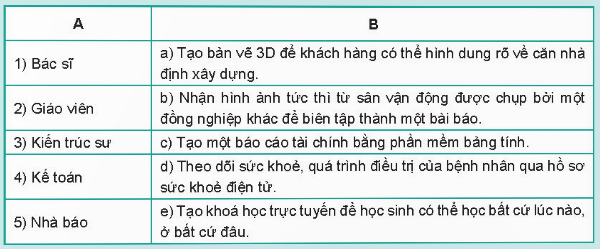 A
B
1) Bác sĩ
a) Tạo bản vẽ 3D để khách hàng có thể hình dung rõ về căn nhà
định xây dựng.
2) Giáo viên
b) Nhận hình ảnh tức thì từ sân vận động được chụp bởi một
đồng nghiệp khác để biên tập thành một bài báo.
3) Kiến trúc sư
c) Tạo một báo cáo tài chính bằng phần mềm bảng tính.
4) Kế toán
d) Theo dõi sức khoẻ, quá trình điều trị của bệnh nhân qua hồ sơ
sức khoẻ điện tử.
5) Nhà báo
e) Tạo khoá học trực tuyến để học sinh có thể học bất cứ lúc nào,
ở bất cứ đâu.